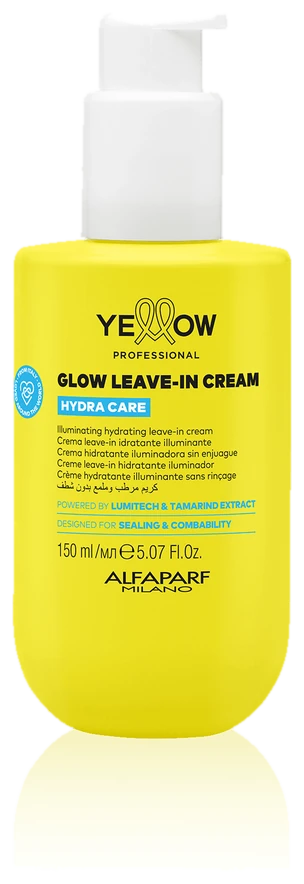 YELLOW
PROFESSIONAL
GLOW LEAVE-IN CREAM
HYDRA CARE
Illuminating hydrating leave-in cream
Crema leave-in idratante illuminante
Crema hidratante iluminadora sin enjuague
Creme leave-in hidratante iluminador
Crème hydratante illuminante sans rinçage
كريم مرطب وملمع بدون شطف
POWERED BY LUMITECH & TAMARIND EXTRACT
DESIGNED FOR SEALING & COMBABILITY
150 ml/мл ℮ 5.07 Fl.Oz.
ALFAPARF
MILANO